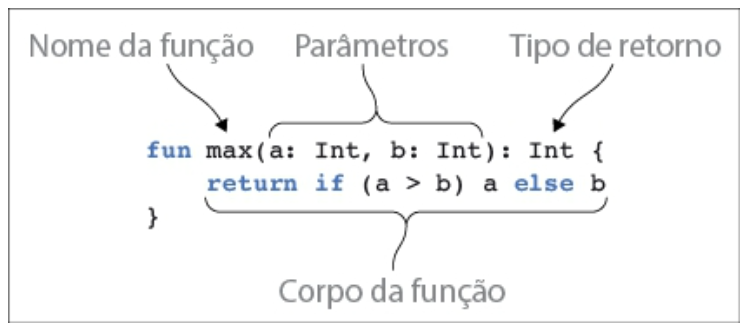 Nome da função Parâmetros Tipo de retorno
fun max(a: Int, b: Int): Int {
return if (a > b) a else b
}
Corpo da função